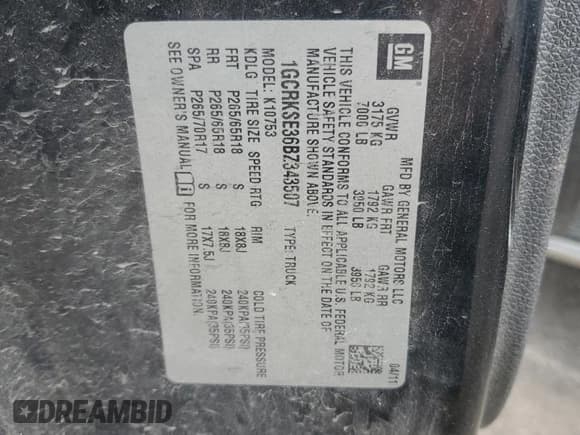 GM
MFD BY GENERAL MOTORS LLC 04/11
GVWR GAWR FRT GAWR RR
3175 KG 1792 KG 1792 KG
7000 LB 3950 LB 3950 LB
THIS VEHICLE CONFORMS TO ALL APPLICABLE U.S. FEDERAL MOTOR
VEHICLE SAFETY STANDARDS IN EFFECT ON THE DATE OF
MANUFACTURE SHOWN ABOVE.
1GCRKSE36BZ343507 TYPE: TRUCK
MODEL: K10753
KDLG TIRE SIZE SPEED RTG RIM COLD TIRE PRESSURE
FRT P265/65R18 S 18X8J 240KPA(35PSI)
RR P265/65R18 S 18X8J 240KPA(35PSI)
SPA P265/70R17 S 17X7.5J 240KPA(35PSI)
SEE OWNER'S MANUAL FOR MORE INFORMATION.
DREAMBID